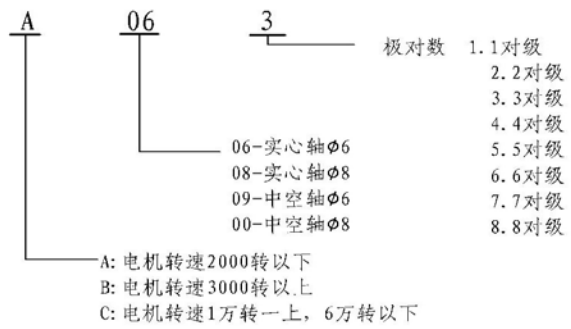 A 06 3
极对数 1.1对级
2.2对级
3.3对级
4.4对级
5.5对级
6.6对级
7.7对级
8.8对级
06-实心轴Φ6
08-实心轴Φ8
09-中空轴Φ6
00-中空轴Φ8
A:电机转速2000转以下
B:电机转速3000转以上
C:电机转速1万转一上，6万转以下